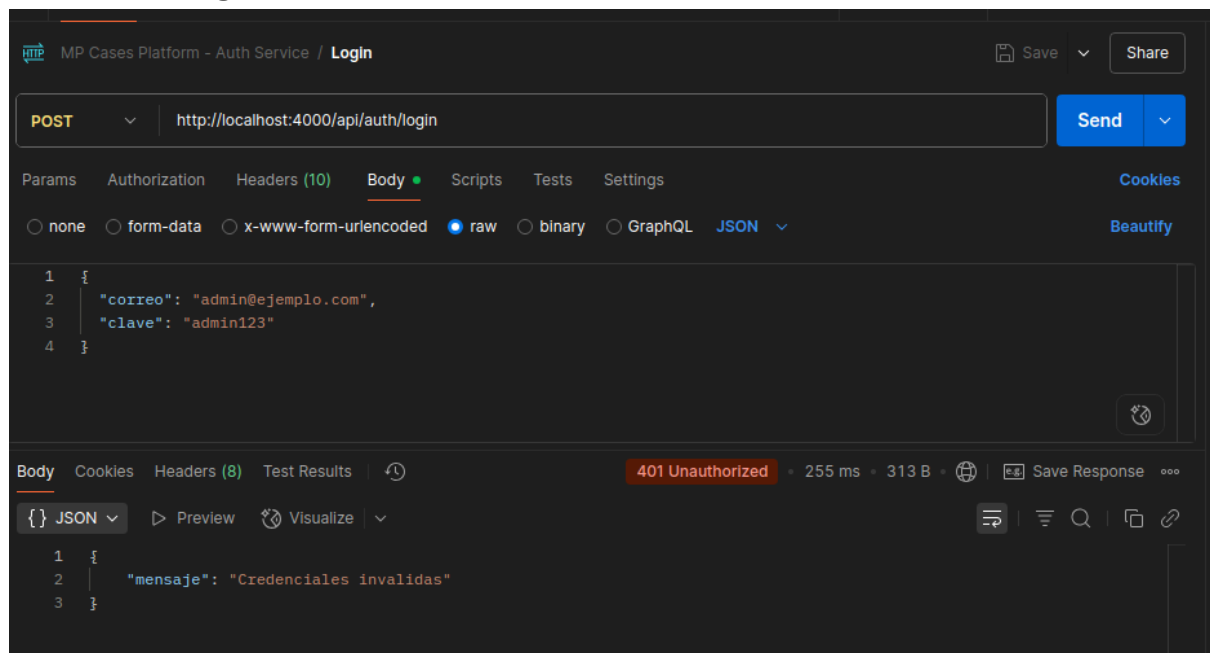 HTTP MP Cases Platform - Auth Service / Login Save Share
POST http://localhost:4000/api/auth/login Send
Params Authorization Headers (10) Body Scripts Tests Settings Cookies
none form-data x-www-form-urlencoded raw binary GraphQL JSON Beautify
1 {
2 "correo": "admin@ejemplo.com",
3 "clave": "admin123"
4 }
Body Cookies Headers (8) Test Results 401 Unauthorized 255 ms 313 B e.g. Save Response
{} JSON Preview Visualize
1 {
2 "mensaje": "Credenciales invalidas"
3 }